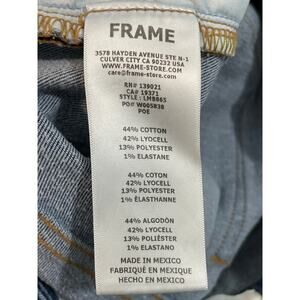 FRAME
3578 HAYDEN AVENUE STE N-1
CULVER CITY CA 90232 USA
WWW.FRAME-STORE.COM
care@frame-store.com
RN# 139021
CA# 19371
STYLE: LMB865
PO# W005838
POE
44% COTTON
42% LYOCELL
13% POLYESTER
1% ELASTANE
44% COTON
42% LYOCELL
13% POLYESTER
1% ÉLASTHANNE
44% ALGODÓN
42% LYOCELL
13% POLIÉSTER
1% ELASTANO
MADE IN MEXICO
FABRIQUÉ EN MEXIQUE
HECHO EN MEXICO